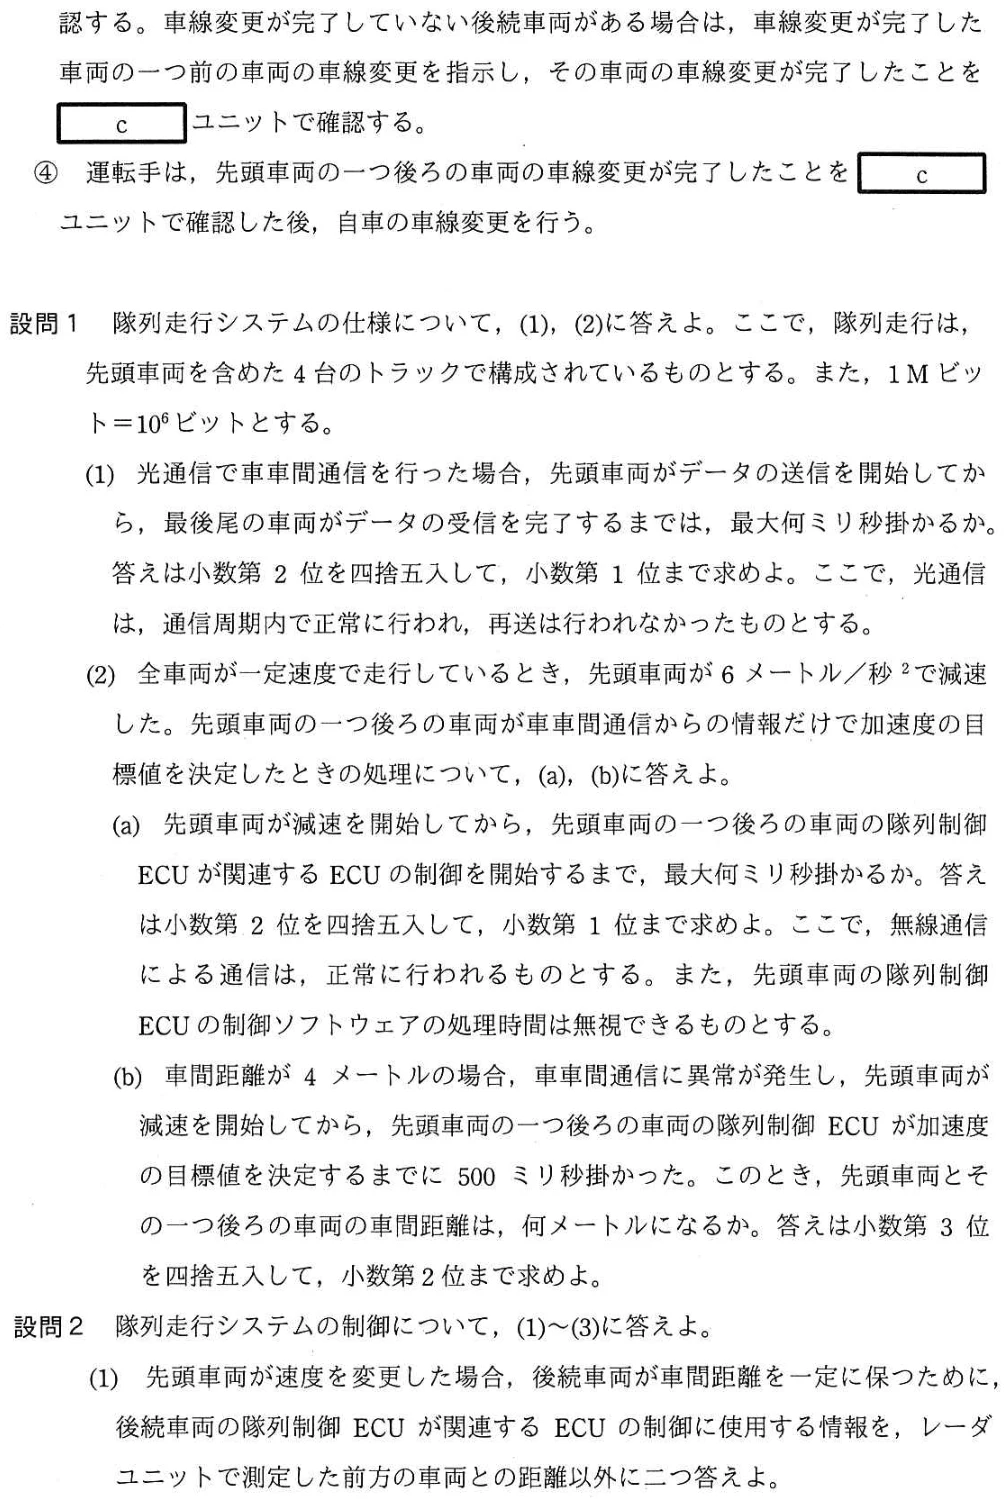 認する。車線変更が完了していない後続車両がある場合は，車線変更が完了した
車両の一つ前の車両の車線変更を指示し，その車両の車線変更が完了したことを
c ユニットで確認する。
④ 運転手は，先頭車両の一つ後ろの車両の車線変更が完了したことを c
ユニットで確認した後，自車の車線変更を行う。
設問1 隊列走行システムの仕様について，(1)，(2)に答えよ。ここで，隊列走行は，
先頭車両を含めた 4 台のトラックで構成されているものとする。また，1 M ビッ
ト＝10⁶ ビットとする。
(1) 光通信で車車間通信を行った場合，先頭車両がデータの送信を開始してか
ら，最後尾の車両がデータの受信を完了するまでは，最大何ミリ秒掛かるか。
答えは小数第 2 位を四捨五入して，小数第 1 位まで求めよ。ここで，光通信
は，通信周期内で正常に行われ，再送は行われなかったものとする。
(2) 全車両が一定速度で走行しているとき，先頭車両が 6 メートル／秒²で減速
した。先頭車両の一つ後ろの車両が車車間通信からの情報だけで加速度の目
標値を決定したときの処理について，(a)，(b)に答えよ。
(a) 先頭車両が減速を開始してから，先頭車両の一つ後ろの車両の隊列制御
ECU が関連する ECU の制御を開始するまで，最大何ミリ秒掛かるか。答え
は小数第 2 位を四捨五入して，小数第 1 位まで求めよ。ここで，無線通信
による通信は，正常に行われるものとする。また，先頭車両の隊列制御
ECU の制御ソフトウェアの処理時間は無視できるものとする。
(b) 車間距離が 4 メートルの場合，車車間通信に異常が発生し，先頭車両が
減速を開始してから，先頭車両の一つ後ろの車両の隊列制御 ECU が加速度
の目標値を決定するまでに 500 ミリ秒掛かった。このとき，先頭車両とそ
の一つ後ろの車両の車間距離は，何メートルになるか。答えは小数第 3 位
を四捨五入して，小数第 2 位まで求めよ。
設問2 隊列走行システムの制御について，(1)～(3)に答えよ。
(1) 先頭車両が速度を変更した場合，後続車両が車間距離を一定に保つために，
後続車両の隊列制御 ECU が関連する ECU の制御に使用する情報を，レーダ
ユニットで測定した前方の車両との距離以外に二つ答えよ。